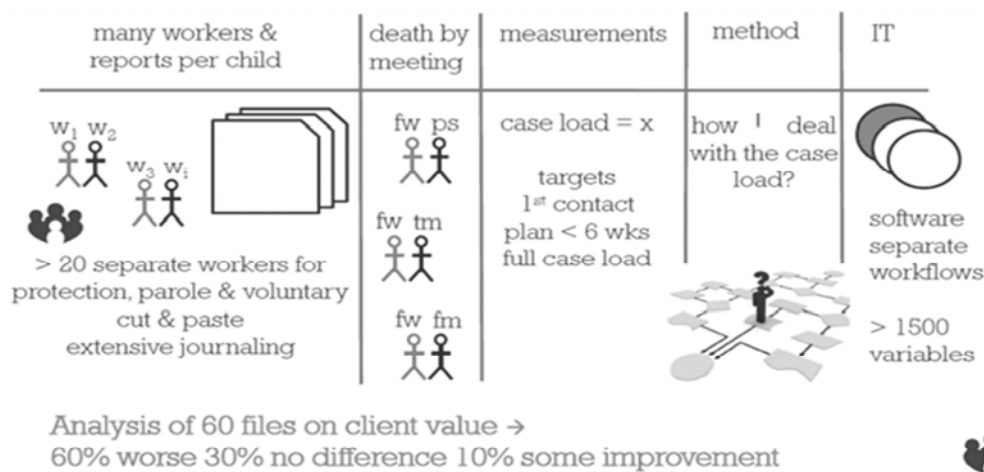 many workers &
reports per child
death by
meeting
measurements
method
IT
w1 w2
w3 wi
> 20 separate workers for
protection, parole & voluntary
cut & paste
extensive journaling
fw ps
fw tm
fw fm
case load = x
targets
1st contact
plan < 6 wks
full case load
how I deal
with the case
load?
?
software
separate
workflows
> 1500
variables
Analysis of 60 files on client value →
60% worse 30% no difference 10% some improvement